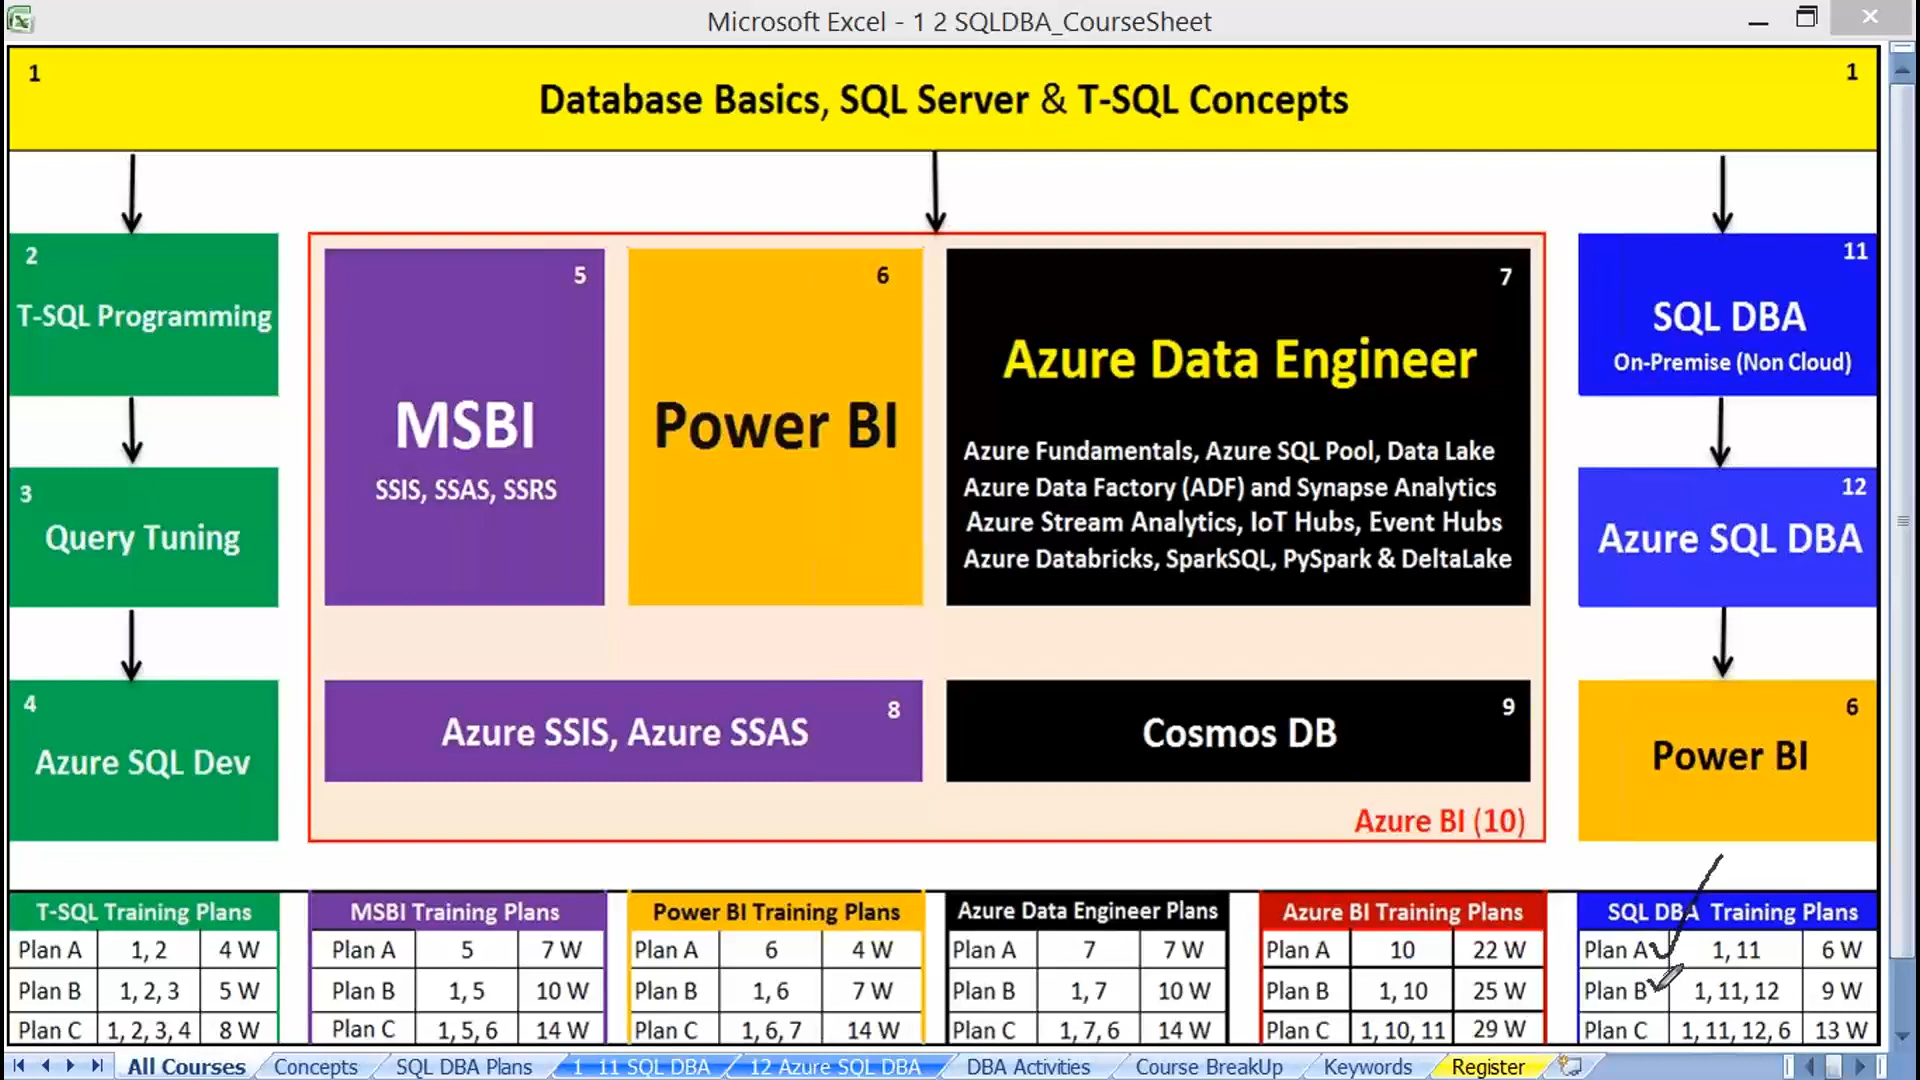 Microsoft Excel - 1 2 SQLDBA_CourseSheet
1
1
Database Basics, SQL Server & T-SQL Concepts
2
T-SQL Programming
3
Query Tuning
4
Azure SQL Dev
5
MSBI
SSIS, SSAS, SSRS
6
Power BI
7
Azure Data Engineer
Azure Fundamentals, Azure SQL Pool, Data Lake
Azure Data Factory (ADF) and Synapse Analytics
Azure Stream Analytics, IoT Hubs, Event Hubs
Azure Databricks, SparkSQL, PySpark & DeltaLake
8
Azure SSIS, Azure SSAS
9
Cosmos DB
Azure BI (10)
11
SQL DBA
On-Premise (Non Cloud)
12
Azure SQL DBA
6
Power BI
T-SQL Training Plans
Plan A 1, 2 4 W
Plan B 1, 2, 3 5 W
Plan C 1, 2, 3, 4 8 W
MSBI Training Plans
Plan A 5 7 W
Plan B 1, 5 10 W
Plan C 1, 5, 6 14 W
Power BI Training Plans
Plan A 6 4 W
Plan B 1, 6 7 W
Plan C 1, 6, 7 14 W
Azure Data Engineer Plans
Plan A 7 7 W
Plan B 1, 7 10 W
Plan C 1, 7, 6 14 W
Azure BI Training Plans
Plan A 10 22 W
Plan B 1, 10 25 W
Plan C 1, 10, 11 29 W
SQL DBA Training Plans
Plan A 1, 11 6 W
Plan B 1, 11, 12 9 W
Plan C 1, 11, 12, 6 13 W
All Courses Concepts SQL DBA Plans 1 11 SQL DBA 12 Azure SQL DBA DBA Activities Course BreakUp Keywords Register